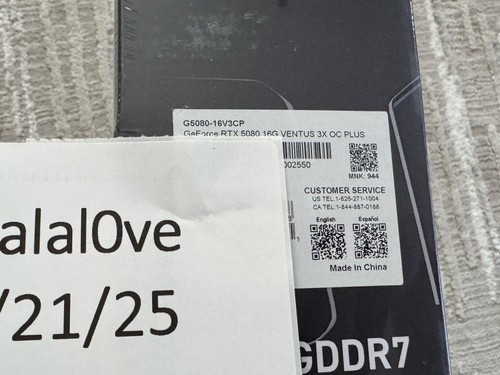 G5080-16V3CP
GeForce RTX 5080 16G VENTUS 3X OC PLUS
002550
MNK: 944
CUSTOMER SERVICE
US TEL:1-626-271-1004
CA TEL:1-844-887-0186
English Español
Made In China
alal0ve
/21/25
GDDR7